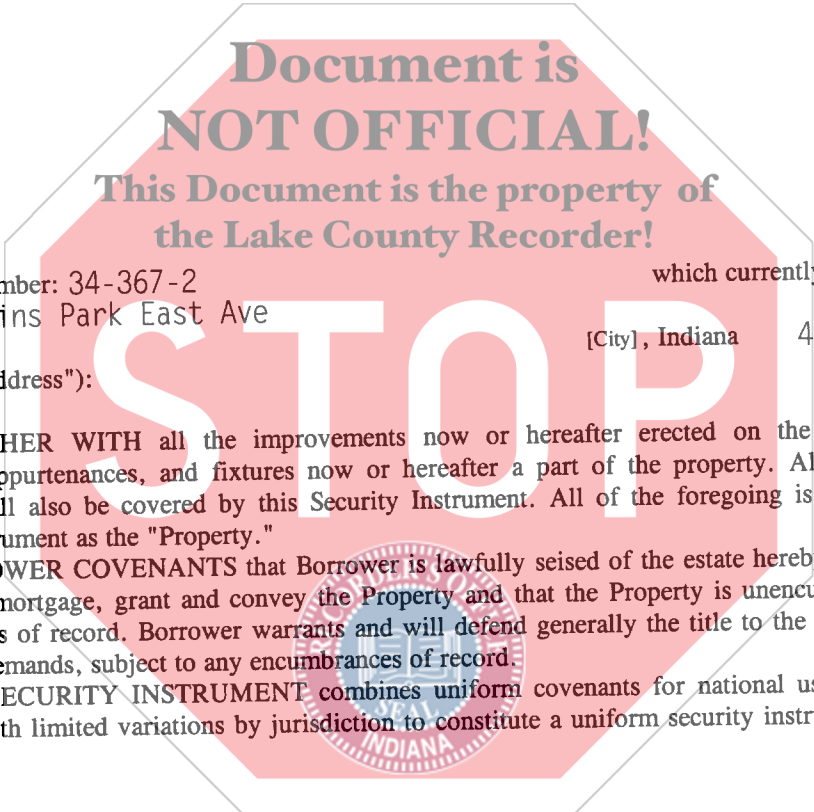 Document is
NOT OFFICIAL!
This Document is the property of
the Lake County Recorder!
mber: 34-367-2 which currently
ins Park East Ave
[City], Indiana 4
ddress"):
HER WITH all the improvements now or hereafter erected on the
ppurtenances, and fixtures now or hereafter a part of the property. Al
ll also be covered by this Security Instrument. All of the foregoing is
ument as the "Property."
OWER COVENANTS that Borrower is lawfully seised of the estate hereb
mortgage, grant and convey the Property and that the Property is unencu
s of record. Borrower warrants and will defend generally the title to the
emands, subject to any encumbrances of record.
ECURITY INSTRUMENT combines uniform covenants for national us
th limited variations by jurisdiction to constitute a uniform security instr
STOP
SEAL
INDIANA